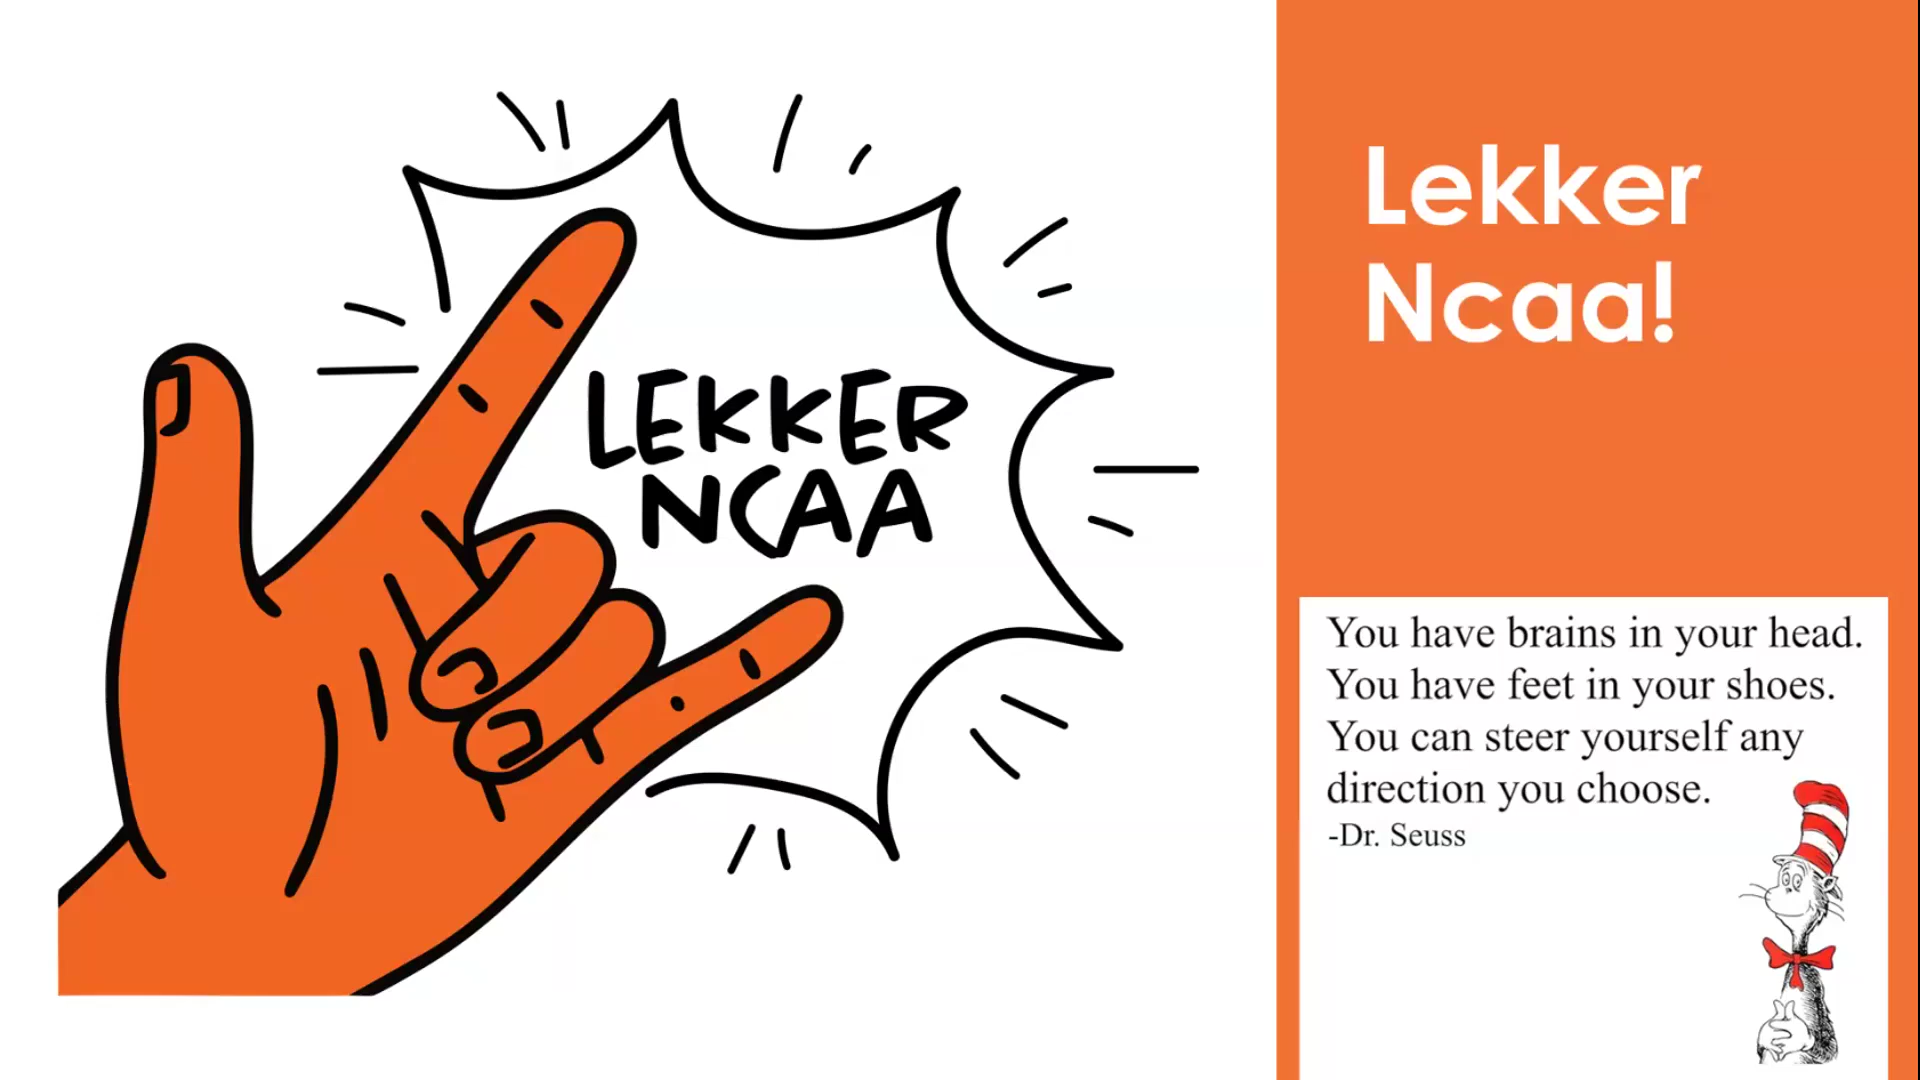 LEKKER
NCAA
Lekker
Ncaa!
You have brains in your head.
You have feet in your shoes.
You can steer yourself any
direction you choose.
-Dr. Seuss